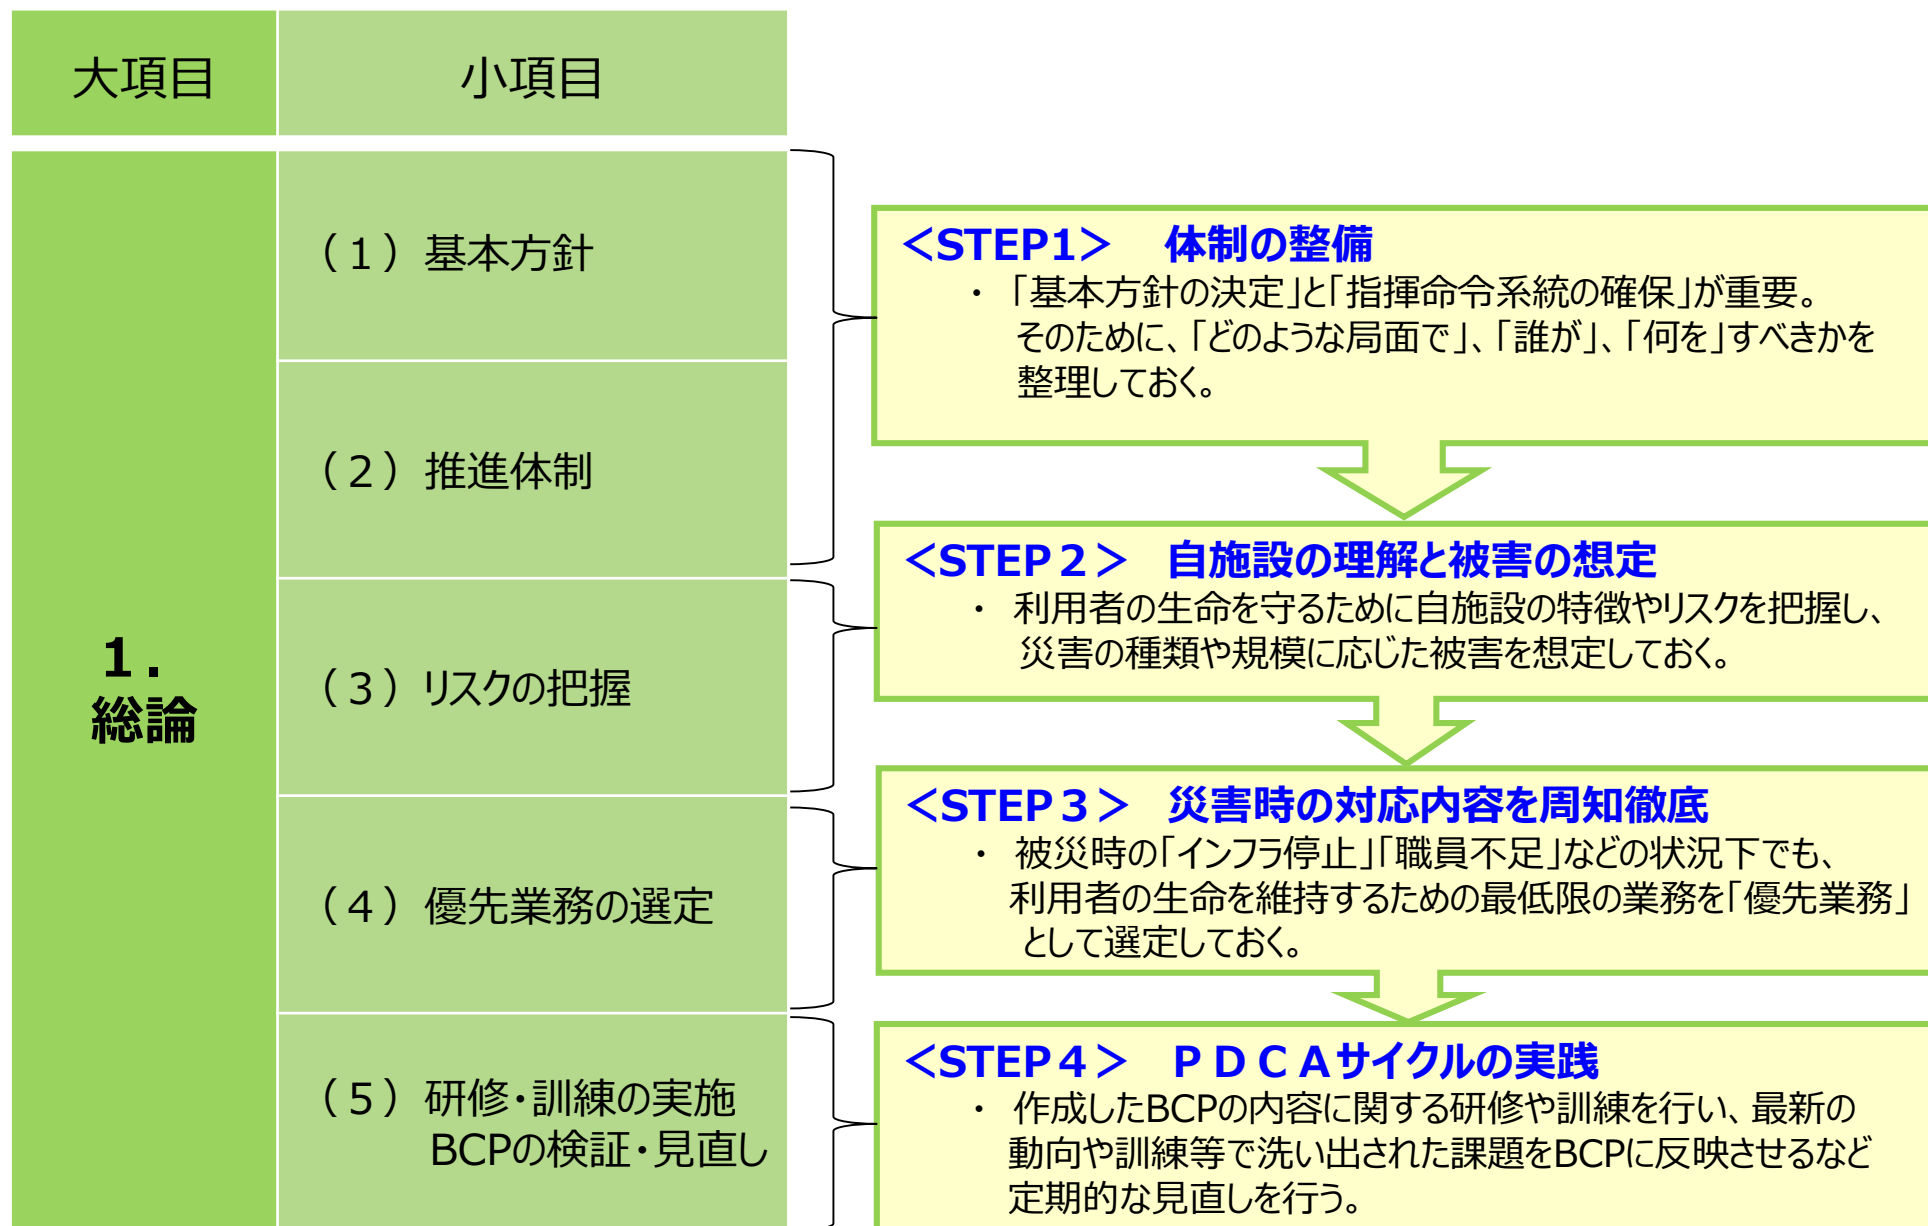 大項目
小項目
1.
総論
（1）基本方針
（2）推進体制
（3）リスクの把握
（4）優先業務の選定
（5）研修・訓練の実施
BCPの検証・見直し
＜STEP1＞　体制の整備
・ 「基本方針の決定」と「指揮命令系統の確保」が重要。
そのために、「どのような局面で」、「誰が」、「何を」すべきかを
整理しておく。
＜STEP２＞　自施設の理解と被害の想定
・ 利用者の生命を守るために自施設の特徴やリスクを把握し、
災害の種類や規模に応じた被害を想定しておく。
＜STEP３＞　災害時の対応内容を周知徹底
・ 被災時の「インフラ停止」「職員不足」などの状況下でも、
利用者の生命を維持するための最低限の業務を「優先業務」
として選定しておく。
＜STEP４＞　ＰＤＣＡサイクルの実践
・ 作成したBCPの内容に関する研修や訓練を行い、最新の
動向や訓練等で洗い出された課題をBCPに反映させるなど
定期的な見直しを行う。